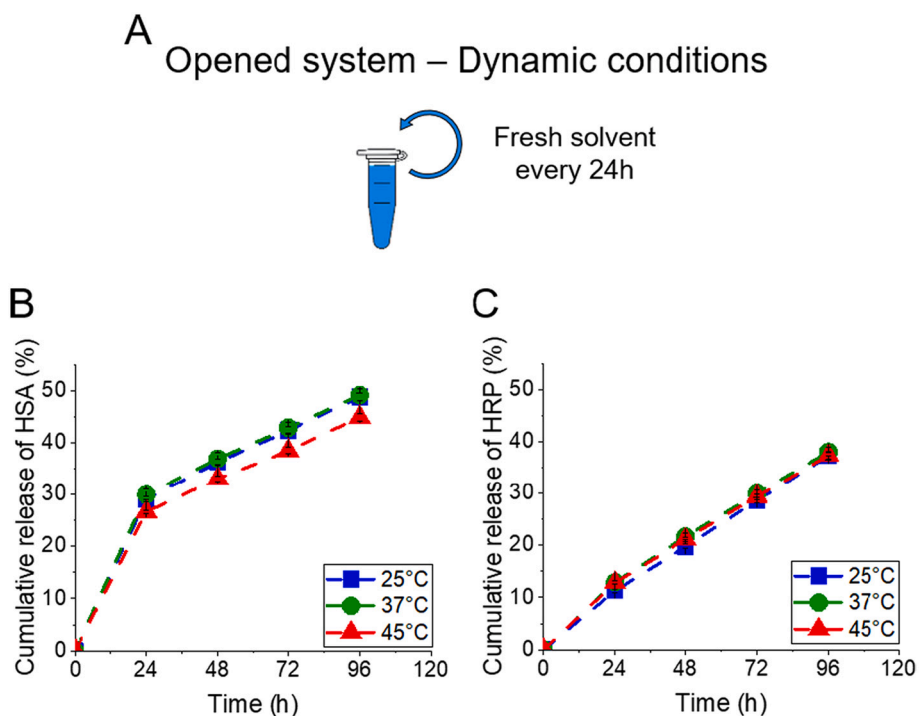 A
Opened system – Dynamic conditions
Fresh solvent
every 24h
B
Cumulative release of HSA (%)
50
40
30
20
10
0
0 24 48 72 96 120
Time (h)
25°C
37°C
45°C
C
Cumulative release of HRP (%)
50
40
30
20
10
0
0 24 48 72 96 120
Time (h)
25°C
37°C
45°C